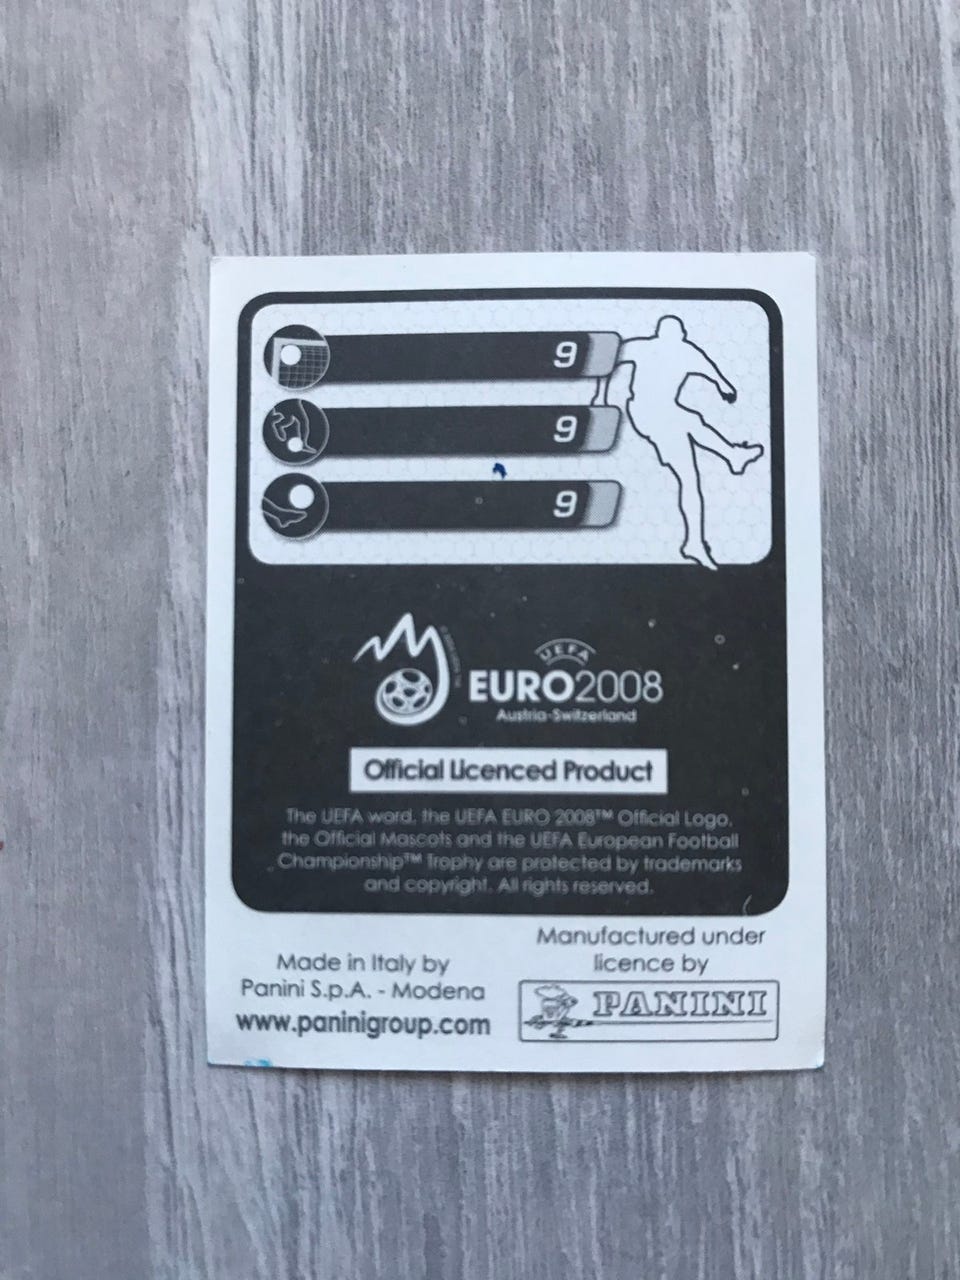 9
9
9
UEFA
EURO2008
Austria-Switzerland
Official Licenced Product
The UEFA word, the UEFA EURO 2008™ Official Logo,
the Official Mascots and the UEFA European Football
Championship™ Trophy are protected by trademarks
and copyright. All rights reserved.
Made in Italy by
Panini S.p.A. - Modena
www.paninigroup.com
Manufactured under
licence by
PANINI